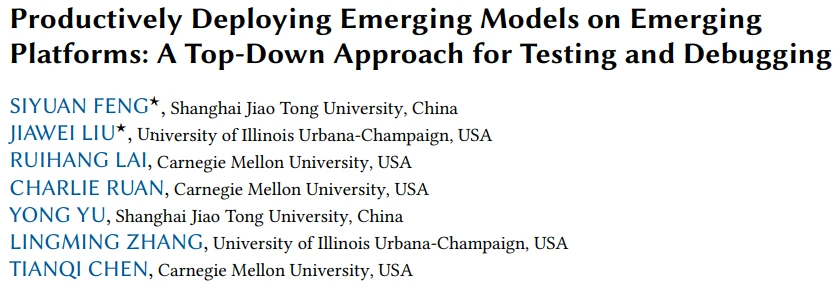 Productively Deploying Emerging Models on Emerging
Platforms: A Top-Down Approach for Testing and Debugging
SIYUAN FENG★, Shanghai Jiao Tong University, China
JIAWEI LIU★, University of Illinois Urbana-Champaign, USA
RUIHANG LAI, Carnegie Mellon University, USA
CHARLIE RUAN, Carnegie Mellon University, USA
YONG YU, Shanghai Jiao Tong University, China
LINGMING ZHANG, University of Illinois Urbana-Champaign, USA
TIANQI CHEN, Carnegie Mellon University, USA